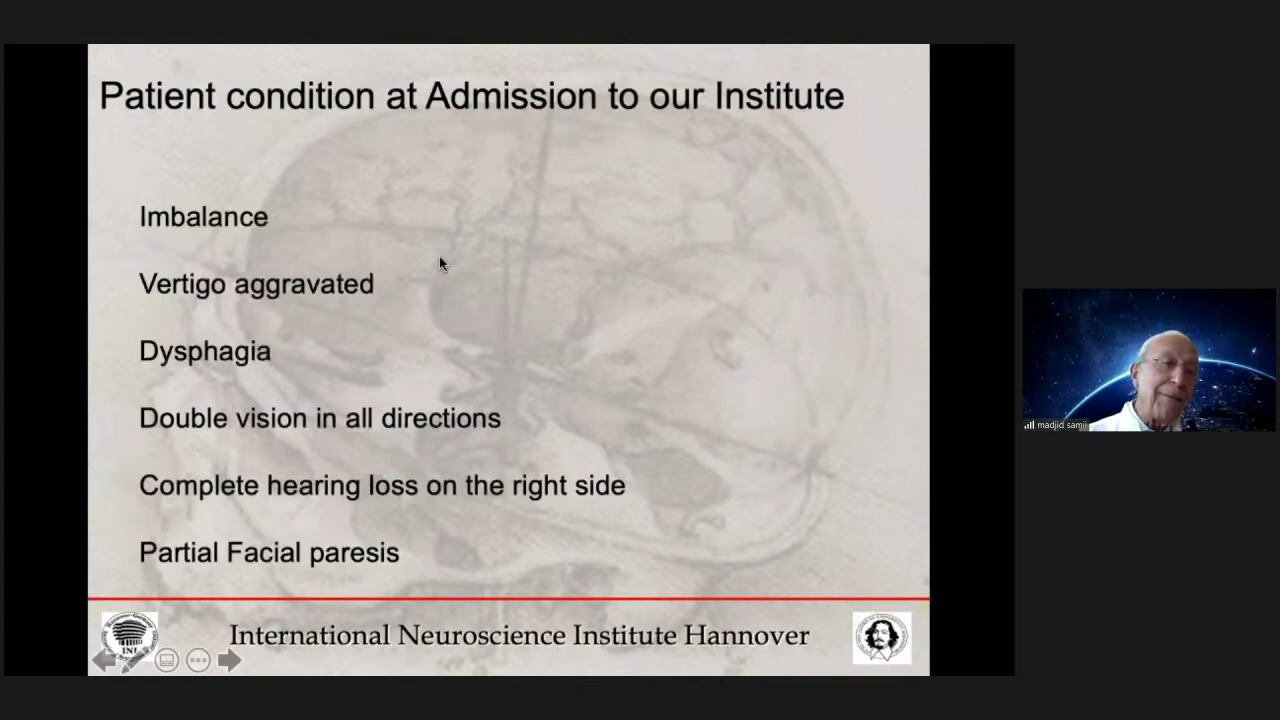 Patient condition at Admission to our Institute
Imbalance
Vertigo aggravated
Dysphagia
Double vision in all directions
Complete hearing loss on the right side
Partial Facial paresis
International Neuroscience Institute Hannover
INI
madjid samii